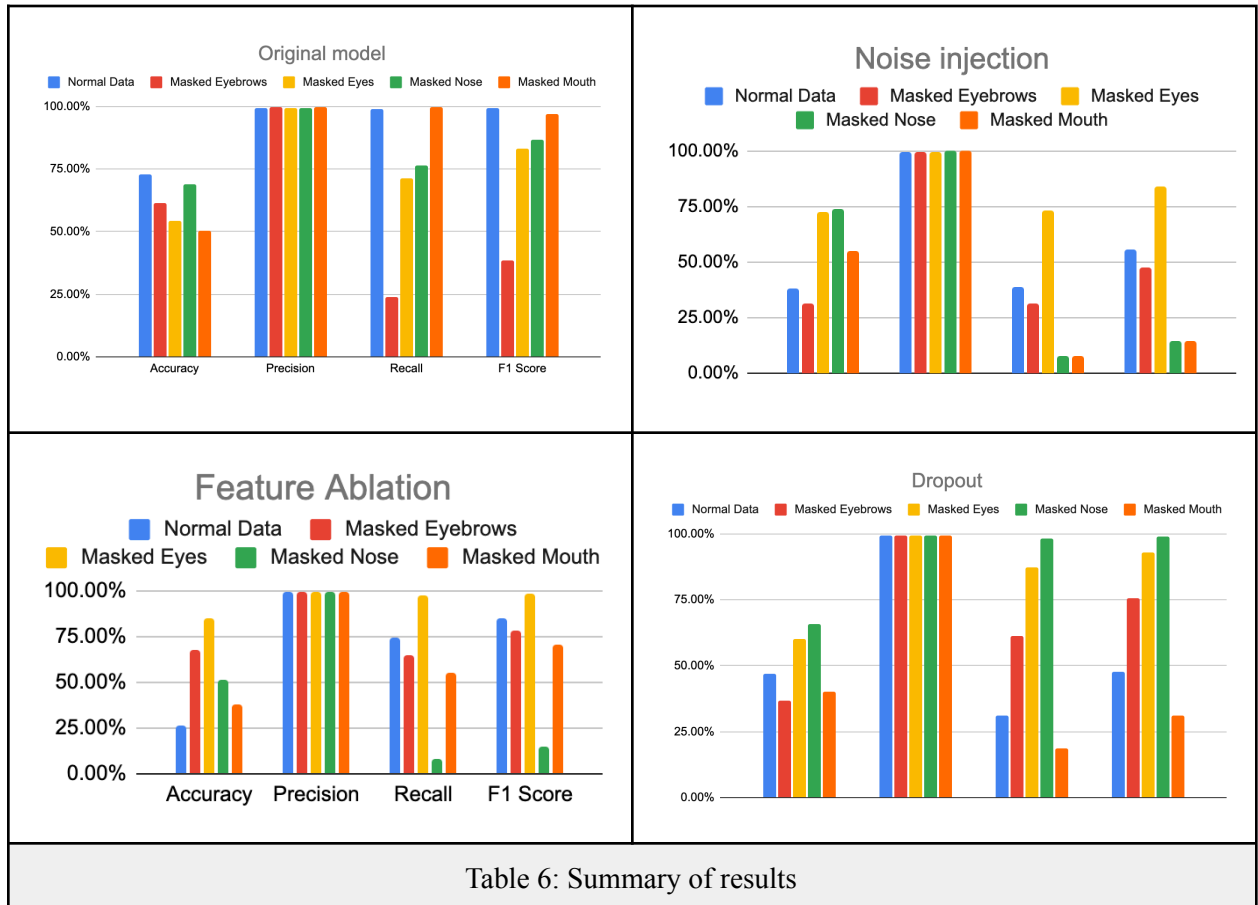 Original model
Normal Data Masked Eyebrows Masked Eyes Masked Nose Masked Mouth
100.00%
75.00%
50.00%
25.00%
0.00%
Accuracy Precision Recall F1 Score
Noise injection
Normal Data Masked Eyebrows Masked Eyes
Masked Nose Masked Mouth
100.00%
75.00%
50.00%
25.00%
0.00%
Feature Ablation
Normal Data Masked Eyebrows
Masked Eyes Masked Nose Masked Mouth
100.00%
75.00%
50.00%
25.00%
0.00%
Accuracy Precision Recall F1 Score
Dropout
Normal Data Masked Eyebrows Masked Eyes Masked Nose Masked Mouth
100.00%
75.00%
50.00%
25.00%
0.00%
Table 6: Summary of results